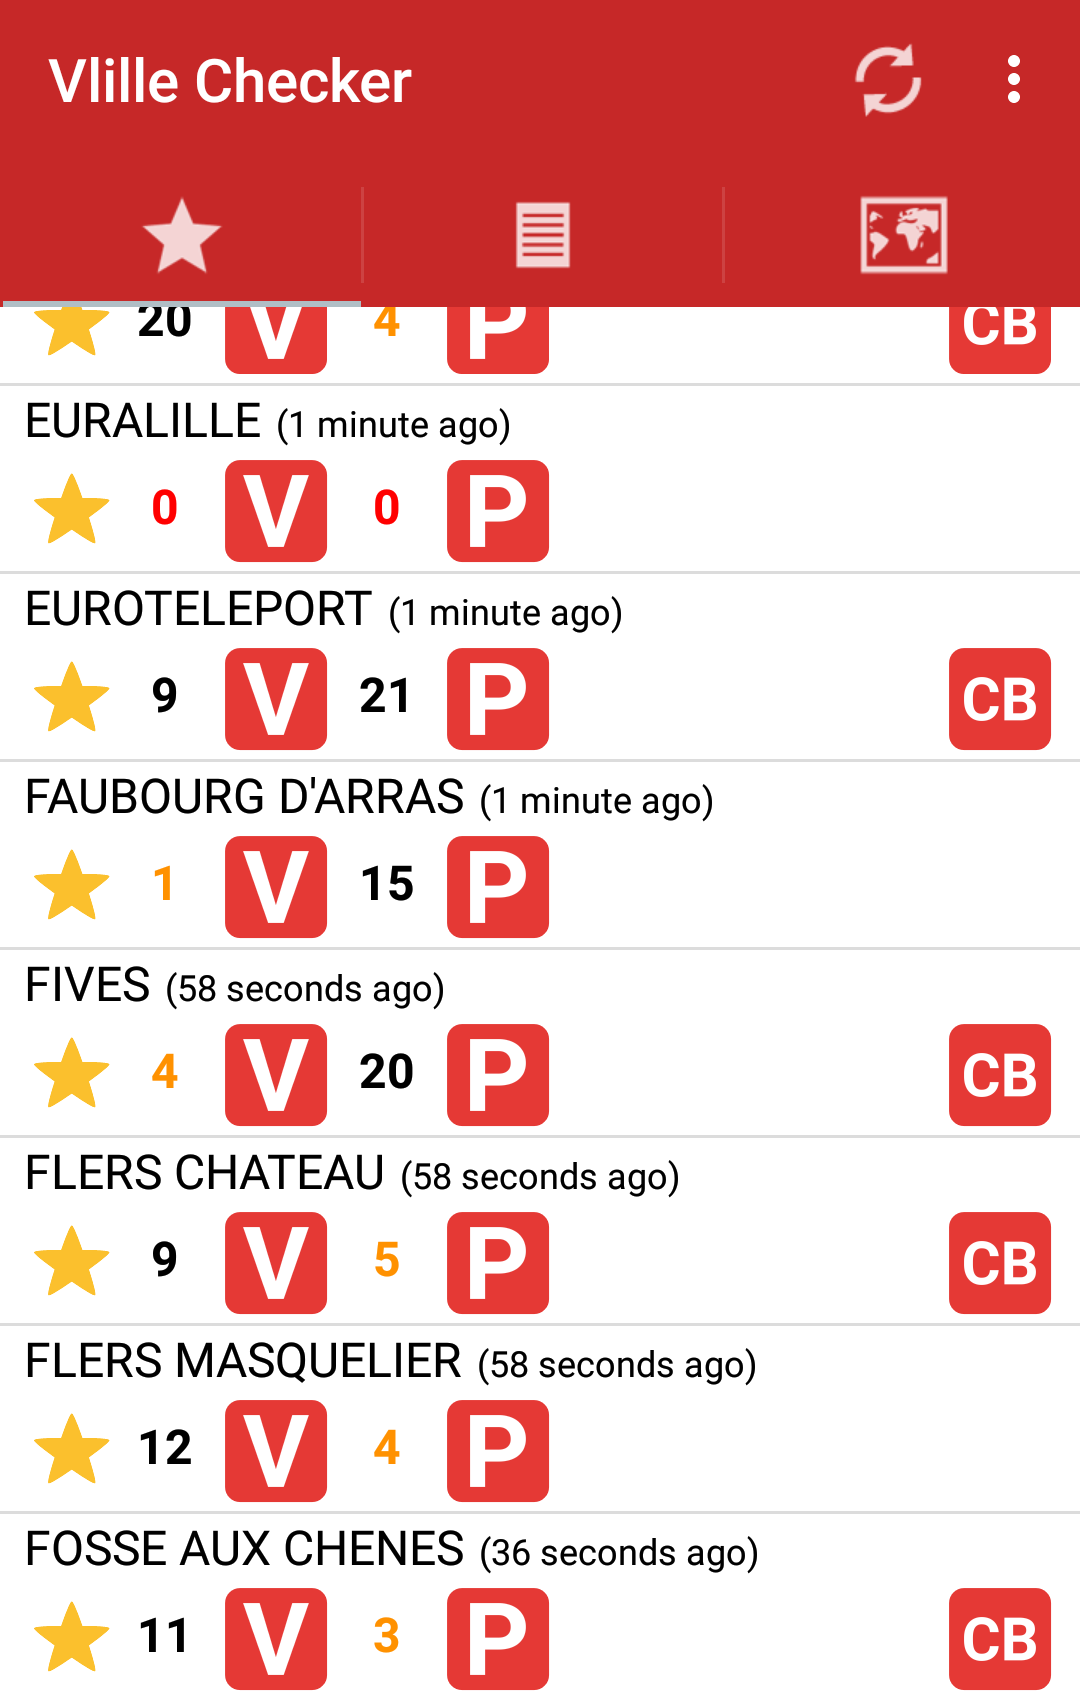 Vlille Checker
20 V 4 P CB
EURALILLE (1 minute ago)
0 V 0 P
EUROTELEPORT (1 minute ago)
9 V 21 P CB
FAUBOURG D'ARRAS (1 minute ago)
1 V 15 P
FIVES (58 seconds ago)
4 V 20 P CB
FLERS CHATEAU (58 seconds ago)
9 V 5 P CB
FLERS MASQUELIER (58 seconds ago)
12 V 4 P
FOSSE AUX CHENES (36 seconds ago)
11 V 3 P CB